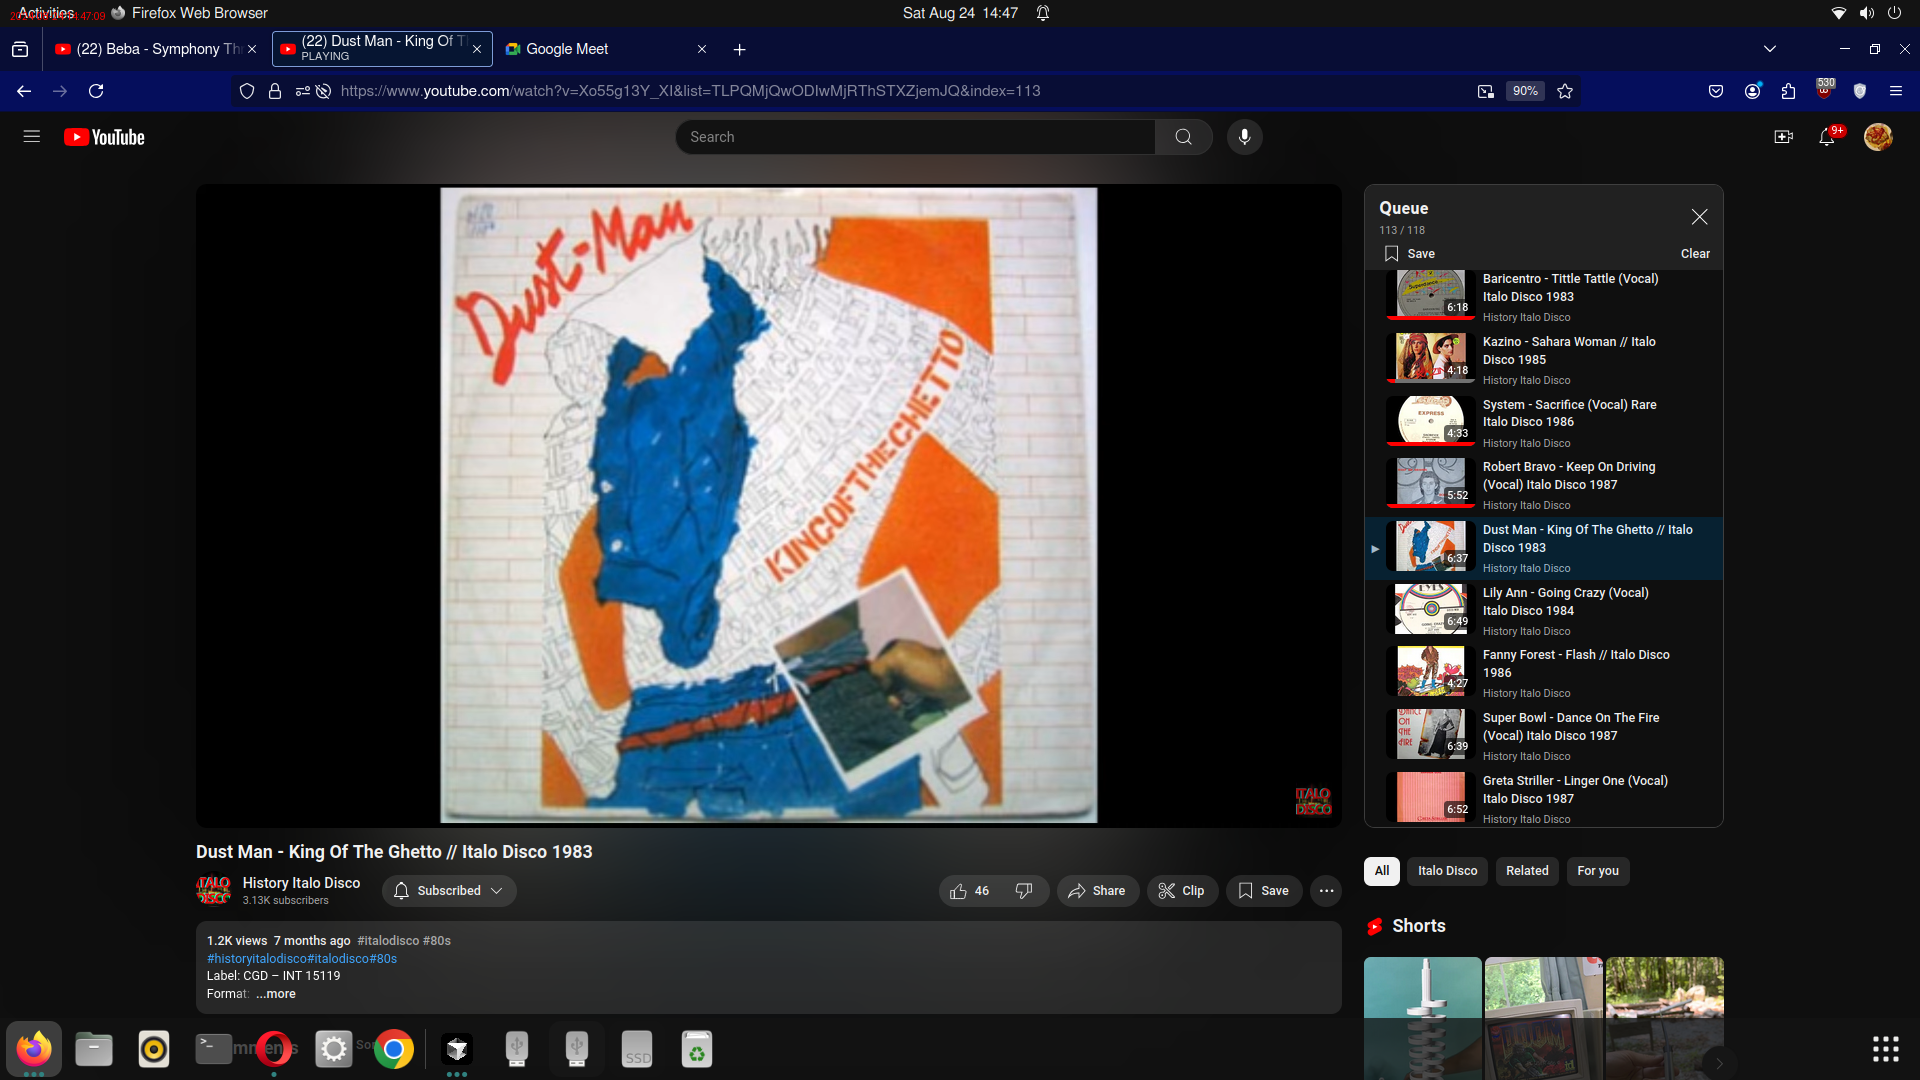 Activities
Firefox Web Browser
Sat Aug 24 14:47
(22) Beba - Symphony Th
(22) Dust Man - King Of T
PLAYING
Google Meet
https://www.youtube.com/watch?v=Xo55g13Y_XI&list=TLPQMjQwODIwMjRThSTXZjemJQ&index=113
90%
530
YouTube
Search
9+
Dust-Man
KINGOFTHEGHETTO
ITALO
DISCO
Queue
113 / 118
Save
Clear
Baricentro - Tittle Tattle (Vocal)
Italo Disco 1983
History Italo Disco
6:18
Kazino - Sahara Woman // Italo
Disco 1985
History Italo Disco
4:18
System - Sacrifice (Vocal) Rare
Italo Disco 1986
History Italo Disco
EXPRESS
4:33
Robert Bravo - Keep On Driving
(Vocal) Italo Disco 1987
History Italo Disco
5:52
Dust Man - King Of The Ghetto // Italo
Disco 1983
History Italo Disco
6:37
Lily Ann - Going Crazy (Vocal)
Italo Disco 1984
History Italo Disco
6:49
Fanny Forest - Flash // Italo Disco
1986
History Italo Disco
4:27
Super Bowl - Dance On The Fire
(Vocal) Italo Disco 1987
History Italo Disco
DANCE
ON
THE
FIRE
6:39
Greta Striller - Linger One (Vocal)
Italo Disco 1987
History Italo Disco
6:52
Dust Man - King Of The Ghetto // Italo Disco 1983
ITALO
DISCO
History Italo Disco
3.13K subscribers
Subscribed
46
Share
Clip
Save
All
Italo Disco
Related
For you
1.2K views 7 months ago #italodisco #80s
#historyitalodisco#italodisco#80s
Label: CGD – INT 15119
Format: ...more
Shorts
DOOM
SSD